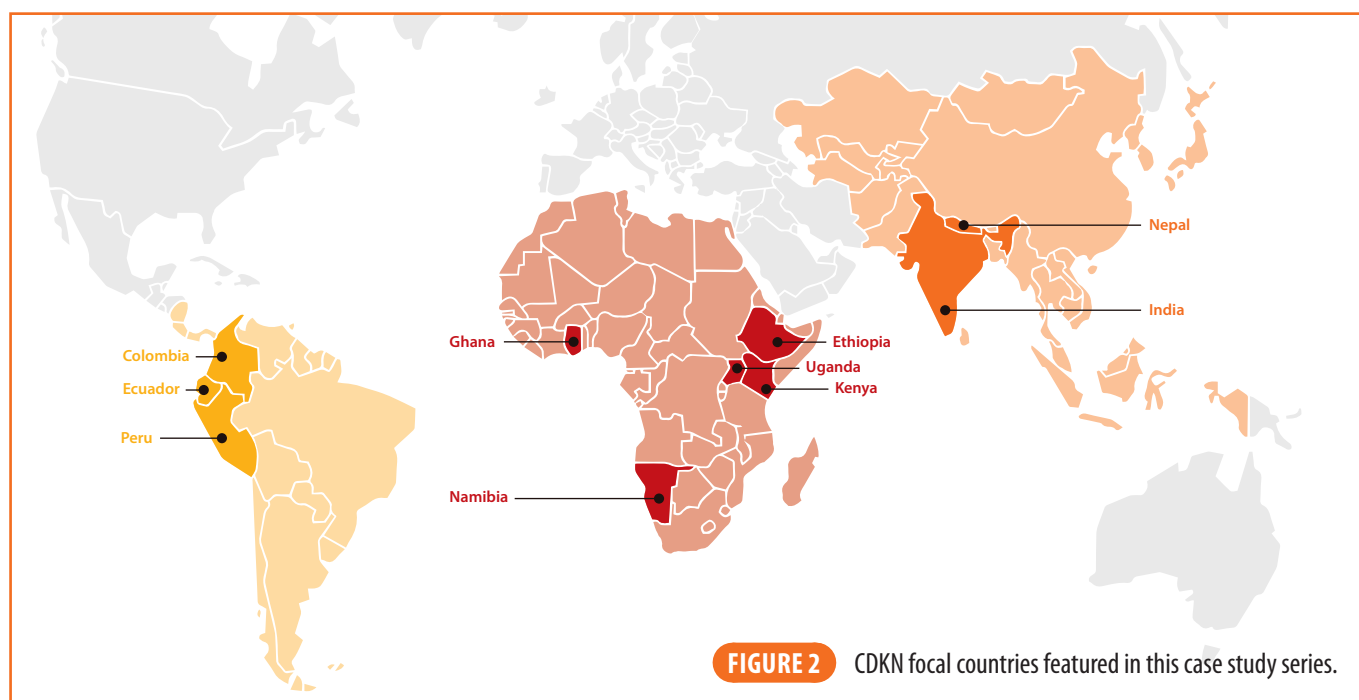 Nepal
India
Ghana
Ethiopia
Uganda
Kenya
Colombia
Ecuador
Peru
Namibia
FIGURE 2 CDKN focal countries featured in this case study series.